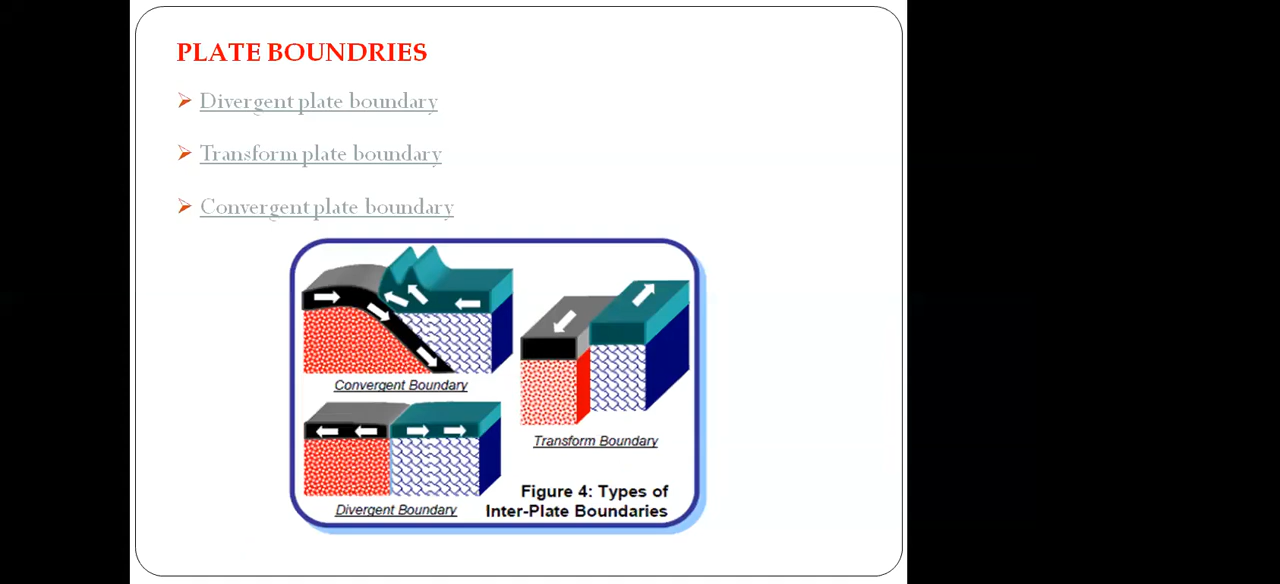 PLATE BOUNDRIES
Divergent plate boundary
Transform plate boundary
Convergent plate boundary
Convergent Boundary
Transform Boundary
Divergent Boundary
Figure 4: Types of
Inter-Plate Boundaries